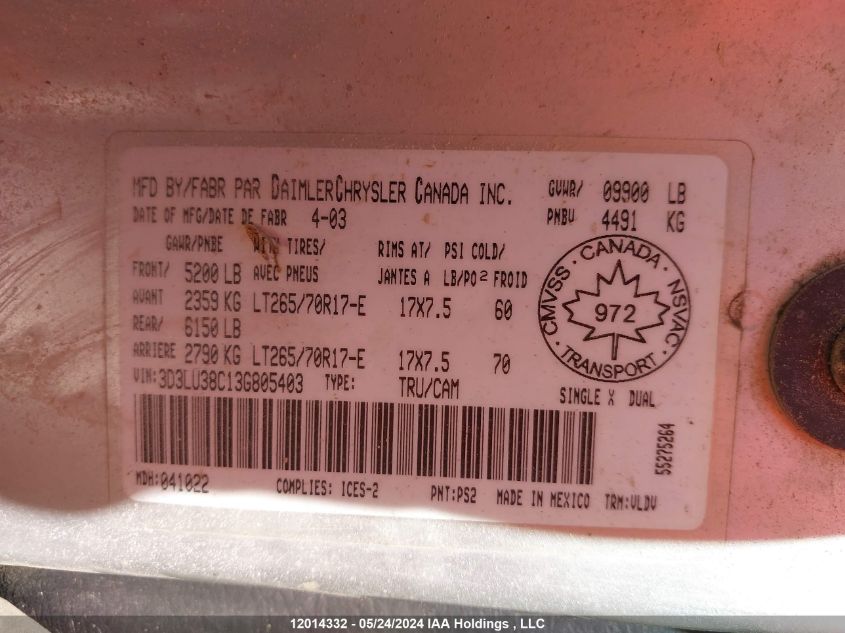 MFD BY/FABR PAR DAIMLERCHRYSLER CANADA INC. GVWR/ 09900 LB
DATE OF MFG/DATE DE FABR 4-03 PNBV 4491 KG
GAWR/PNBE WITH TIRES/ RIMS AT/ PSI COLD/
FRONT/ 5200 LB AVEC PNEUS JANTES A LB/PO2 FROID
AVANT 2359 KG LT265/70R17-E 17X7.5 60
REAR/ 6150 LB
ARRIERE 2790 KG LT265/70R17-E 17X7.5 70
VIN:3D3LU38C13G805403 TYPE: TRU/CAM
CMVSS · CANADA · NSVAC
972
· TRANSPORT ·
SINGLE X DUAL
55275264
MDH:041022 COMPLIES: ICES-2 PNT:PS2 MADE IN MEXICO TRM:VLDV
12014332 - 05/24/2024 IAA Holdings , LLC